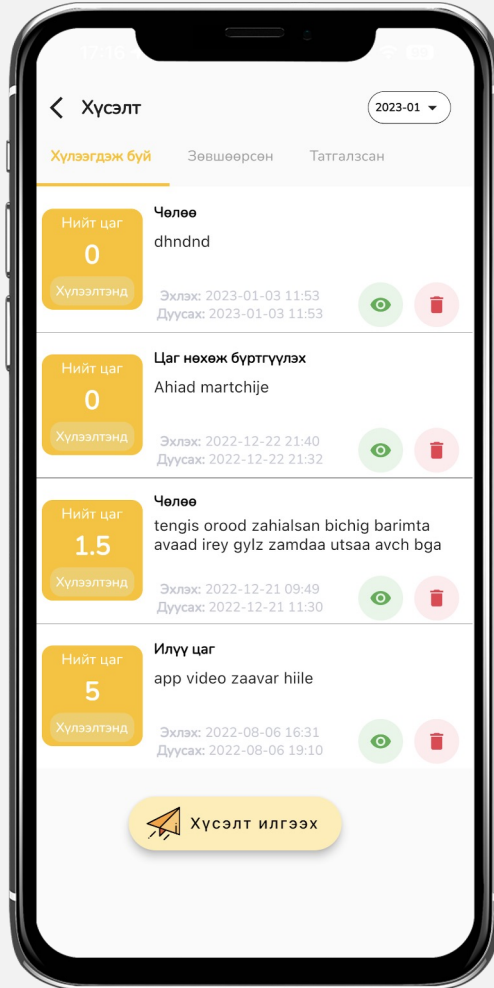 17:16
Хүсэлт
2023-01
Хүлээгдэж буй Зөвшөөрсөн Татгалзсан
Нийт цаг
0
Хүлээлтэнд
Чөлөө
dhndnd
Эхлэх: 2023-01-03 11:53
Дуусах: 2023-01-03 11:53
Нийт цаг
0
Хүлээлтэнд
Цаг нөхөж бүртгүүлэх
Ahiad martchije
Эхлэх: 2022-12-22 21:40
Дуусах: 2022-12-22 21:32
Нийт цаг
1.5
Хүлээлтэнд
Чөлөө
tengis orood zahialsan bichig barimta
avaad irey gylz zamdaa utsaa avch bga
Эхлэх: 2022-12-21 09:49
Дуусах: 2022-12-21 11:30
Нийт цаг
5
Хүлээлтэнд
Илүү цаг
app video zaavar hiile
Эхлэх: 2022-08-06 16:31
Дуусах: 2022-08-06 19:10
Хүсэлт илгээх